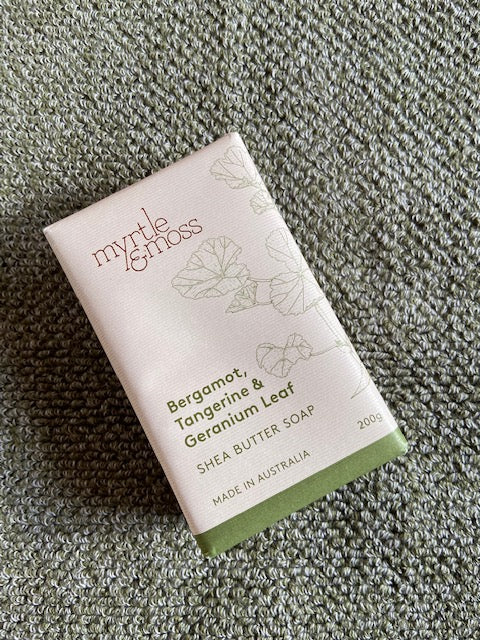 myrtle
&moss
Bergamot,
Tangerine &
Geranium Leaf
SHEA BUTTER SOAP
200g
MADE IN AUSTRALIA